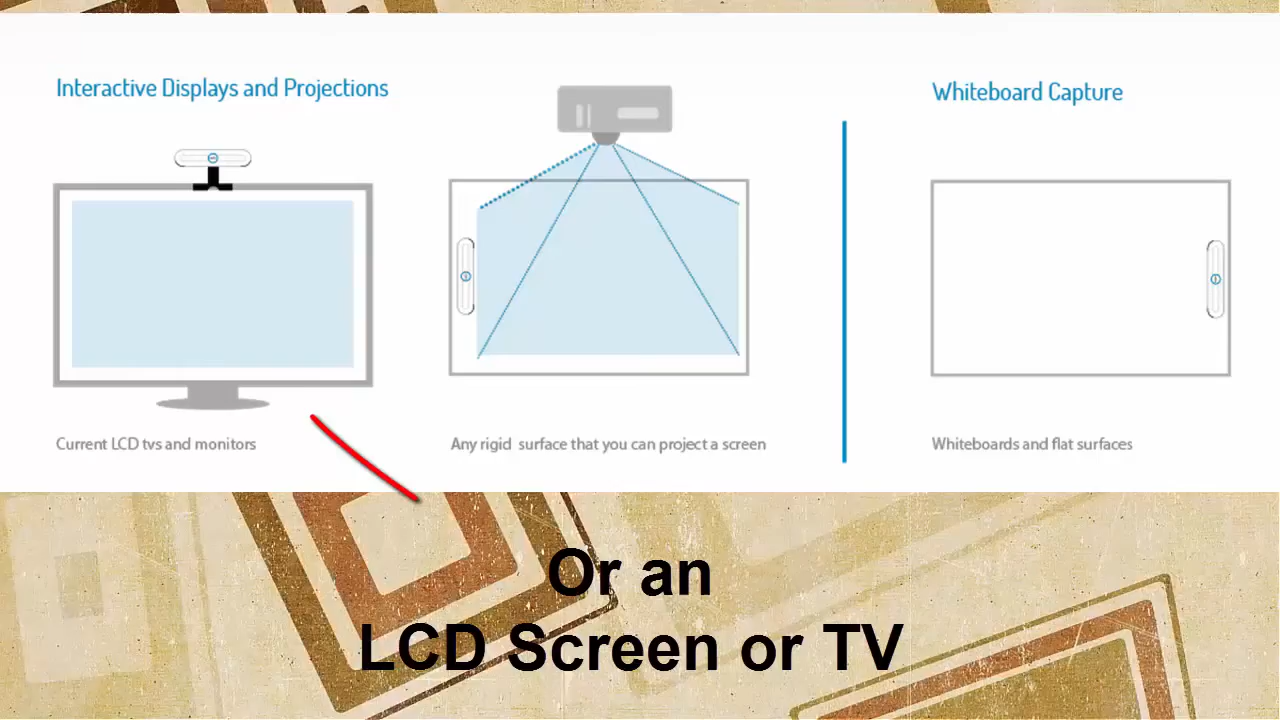 Interactive Displays and Projections
Whiteboard Capture
Current LCD tvs and monitors
Any rigid surface that you can project a screen
Whiteboards and flat surfaces
Or an
LCD Screen or TV